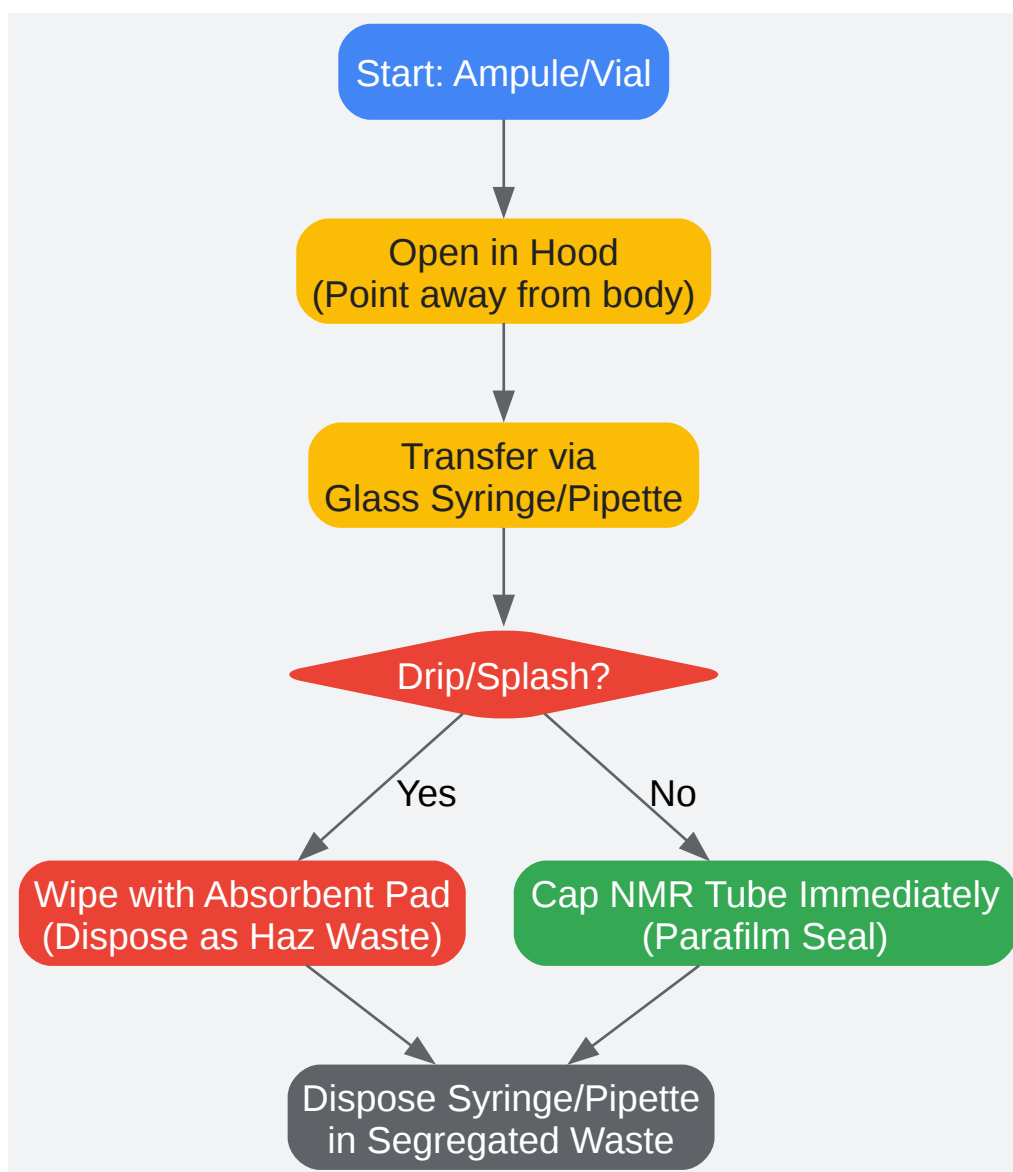 Start: Ampule/Vial
Open in Hood
(Point away from body)
Transfer via
Glass Syringe/Pipette
Drip/Splash?
Yes
No
Wipe with Absorbent Pad
(Dispose as Haz Waste)
Cap NMR Tube Immediately
(Parafilm Seal)
Dispose Syringe/Pipette
in Segregated Waste